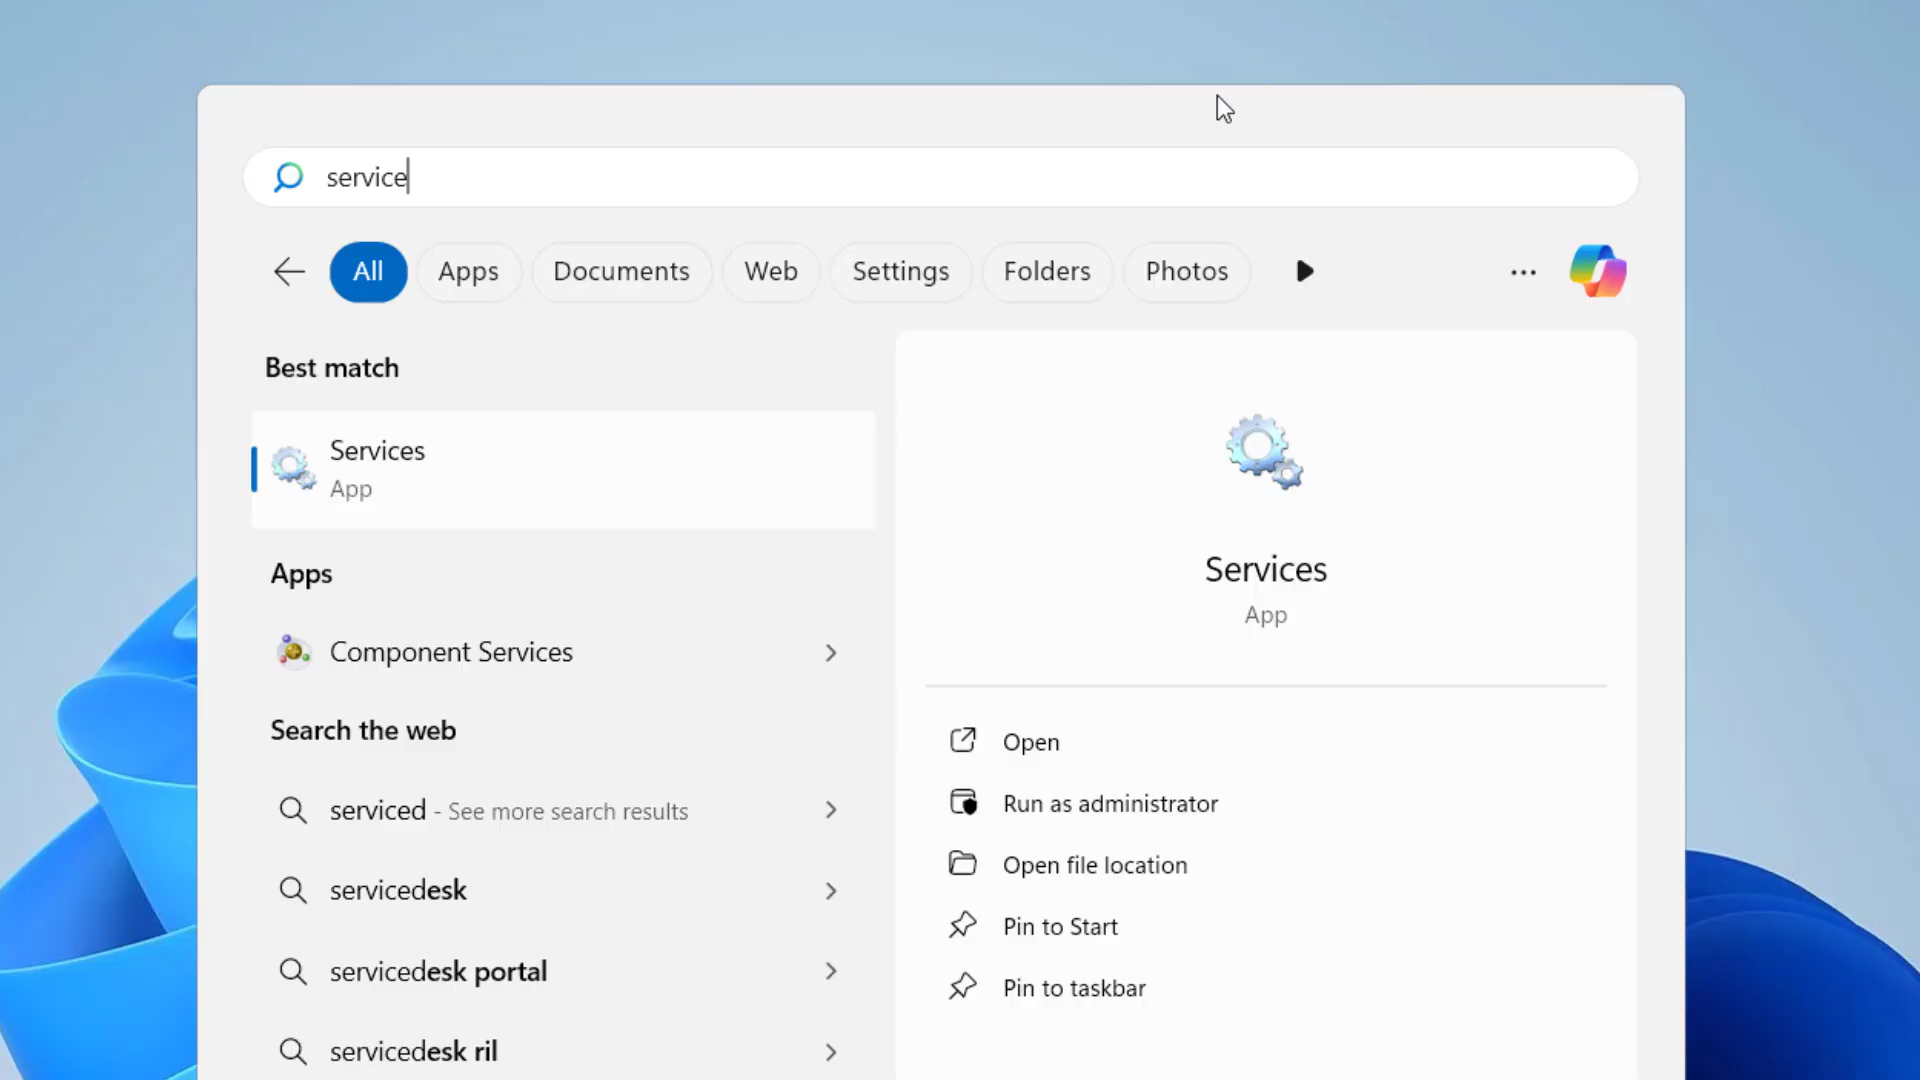 service
All Apps Documents Web Settings Folders Photos
Best match
Services
App
Apps
Component Services
Search the web
serviced - See more search results
servicedesk
servicedesk portal
servicedesk ril
Services
App
Open
Run as administrator
Open file location
Pin to Start
Pin to taskbar